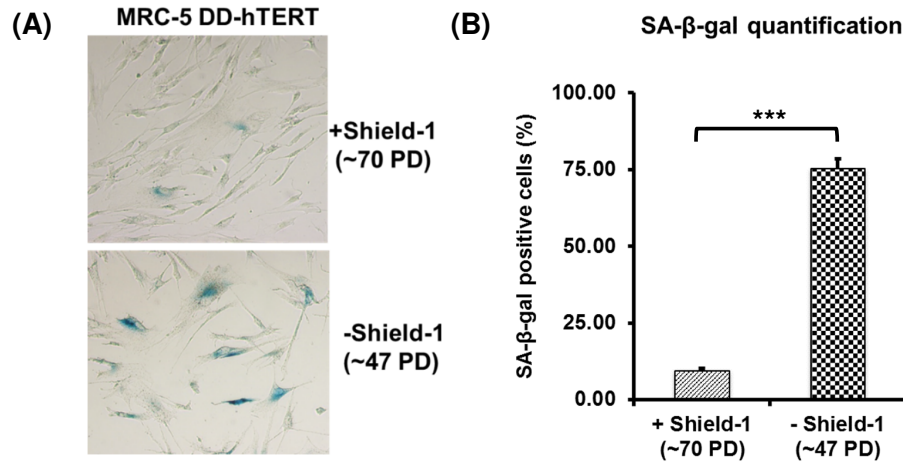 (A)
MRC-5 DD-hTERT
+Shield-1
(~70 PD)
-Shield-1
(~47 PD)
(B)
SA-β-gal quantification
SA-β-gal positive cells (%)
100.00
75.00
50.00
25.00
0.00
***
+ Shield-1
(~70 PD)
- Shield-1
(~47 PD)